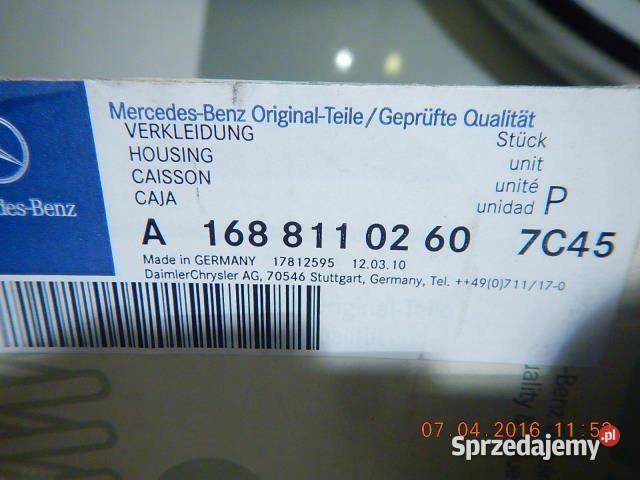 Mercedes-Benz Original-Teile/Geprüfte Qualität
VERKLEIDUNG
HOUSING
CAISSON
CAJA
Stück
unit
unité
unidad P
des-Benz
A 168 811 02 60 7C45
Made in GERMANY 17812595 12.03.10
DaimlerChrysler AG, 70546 Stuttgart, Germany, Tel. ++49(0)711/17-0
07.04.2016 11:53
Sprzedajemy.pl